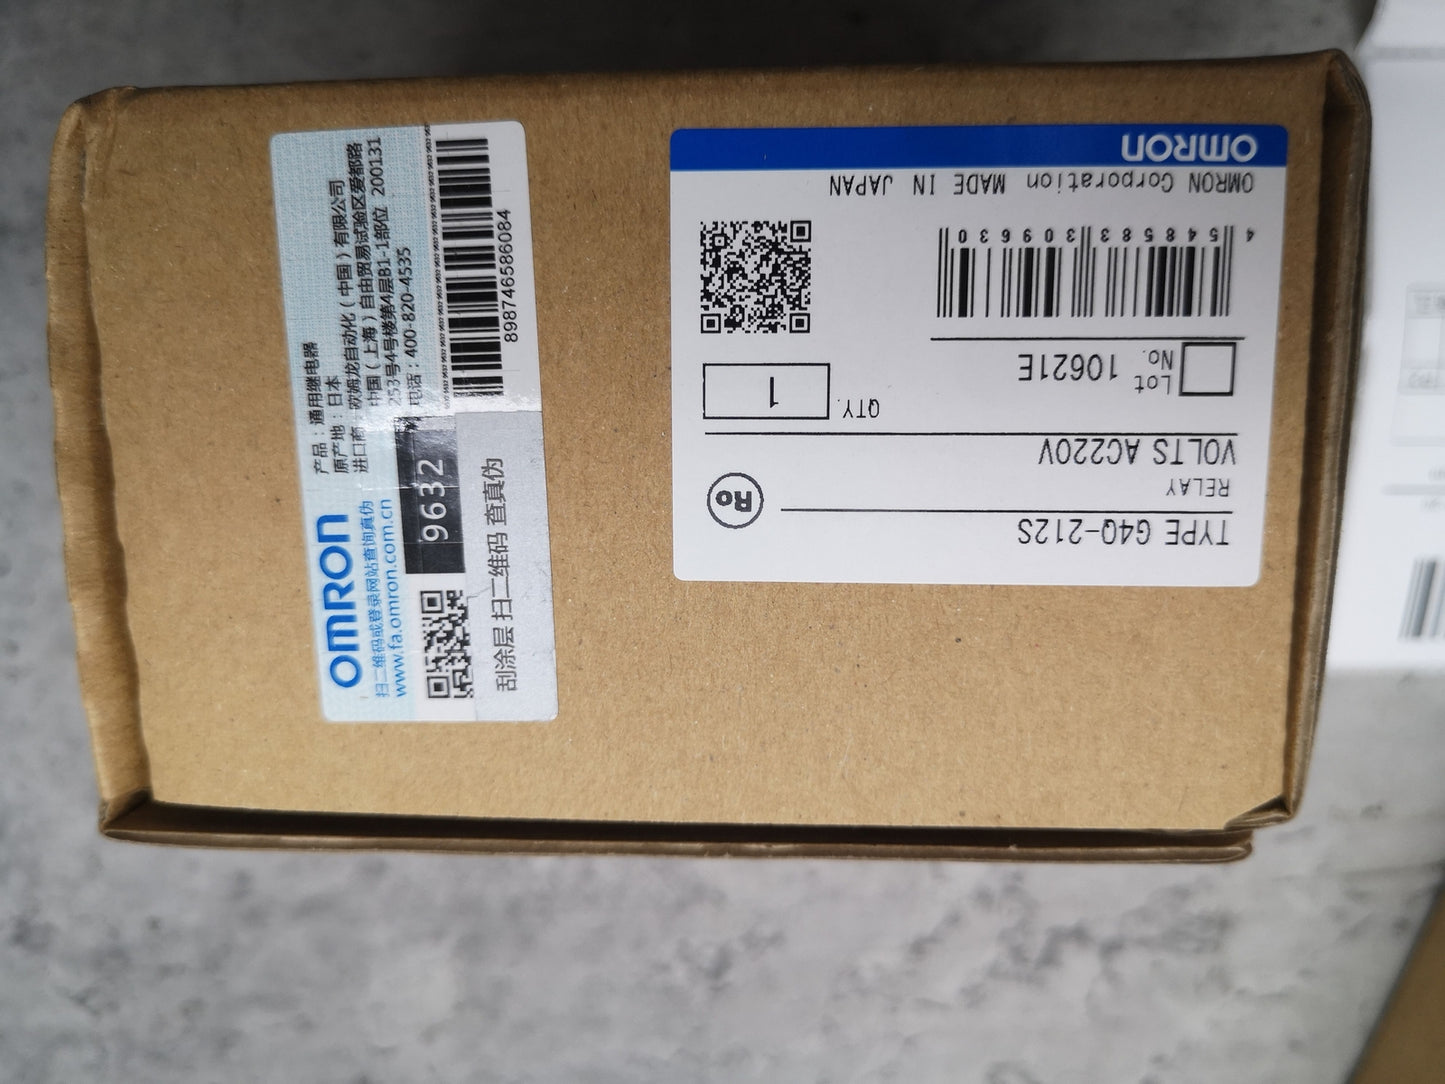 TYPE G4Q-212S
RELAY
VOLTS AC220V
Ro
QTY. 1
Lot No. 10621E
4 548583 309630
OMRON Corporation MADE IN JAPAN
OMRON
产品：通用继电器
原产地：日本
进口商：欧姆龙自动化（中国）有限公司
中国（上海）自由贸易试验区爱都路
253号4号楼第4层B1-1部位 200131
电话：400-820-4535
OMRON
扫二维码或登录网站查询真伪
www.fa.omron.com.cn
9632
898746586084
刮涂层 扫二维码 查真伪